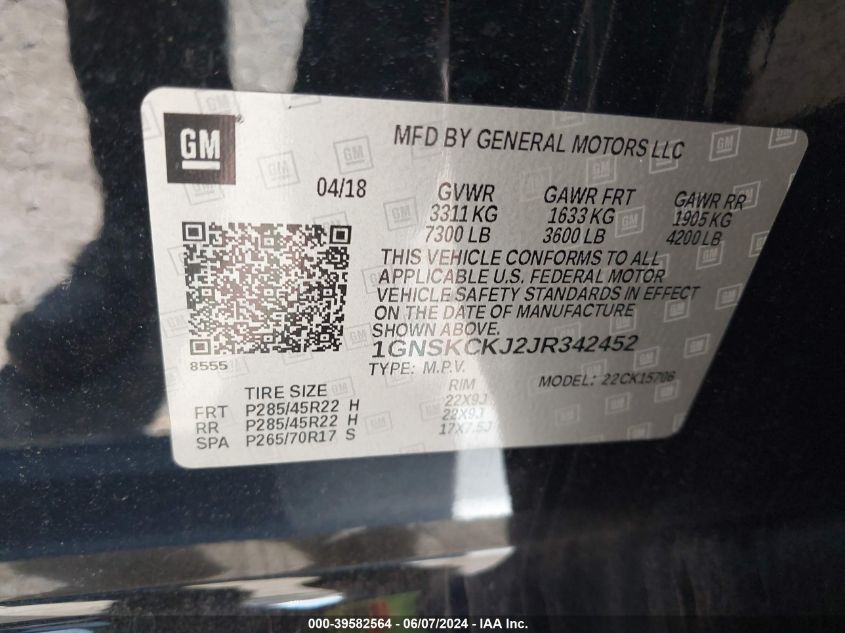 GM
MFD BY GENERAL MOTORS LLC
04/18
GVWR GAWR FRT GAWR RR
3311 KG 1633 KG 1905 KG
7300 LB 3600 LB 4200 LB
THIS VEHICLE CONFORMS TO ALL
APPLICABLE U.S. FEDERAL MOTOR
VEHICLE SAFETY STANDARDS IN EFFECT
ON THE DATE OF MANUFACTURE
SHOWN ABOVE.
1GNSKCKJ2JR342452
8555
TYPE: M.P.V. MODEL: 22CK15706
TIRE SIZE RIM
FRT P285/45R22 H 22X9J
RR P285/45R22 H 22X9J
SPA P265/70R17 S 17X7.5J
000-39582564 / 06/07/2024 - IAA Inc.